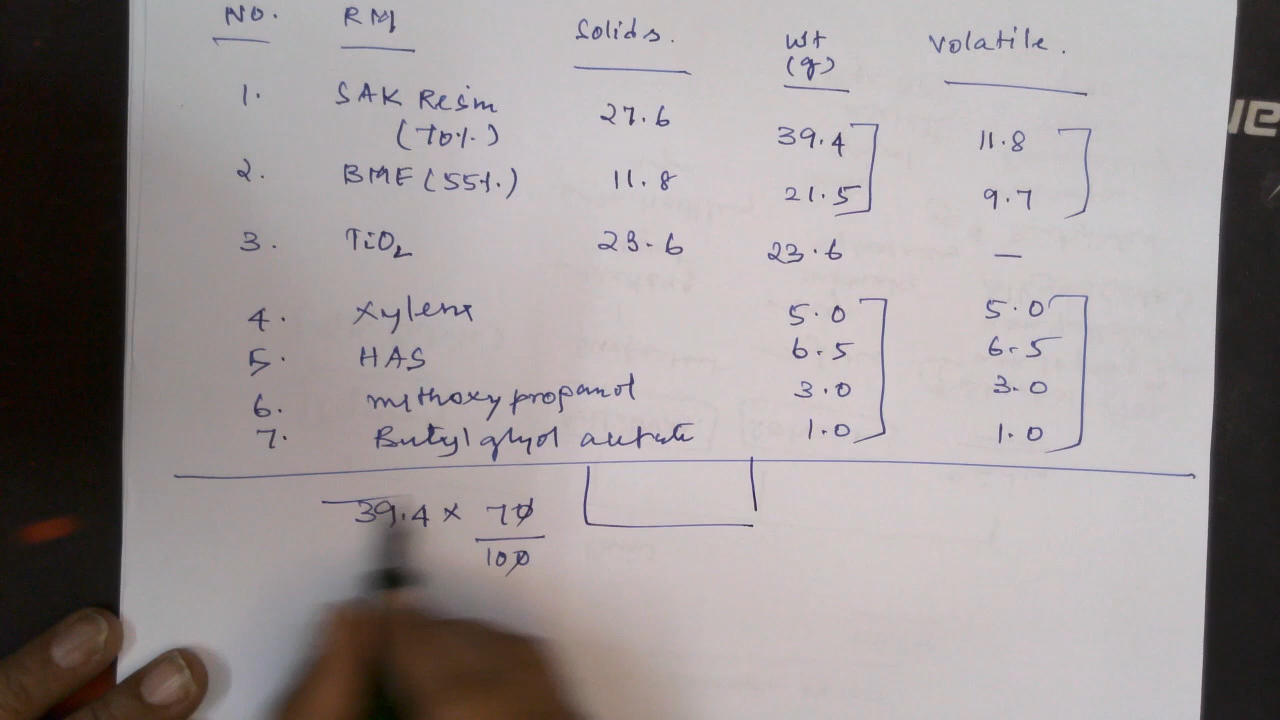 NO. RM Solids. Wt (g) Volatile.
1. SAK Resin (70%) 27.6 39.4 11.8
2. BME (55%) 11.8 21.5 9.7
3. TiO2 23.6 23.6 —
4. Xylene 5.0 5.0
5. HAS 6.5 6.5
6. methoxy propanol 3.0 3.0
7. Butyl glyol acetate 1.0 1.0
39.4 × 70
100